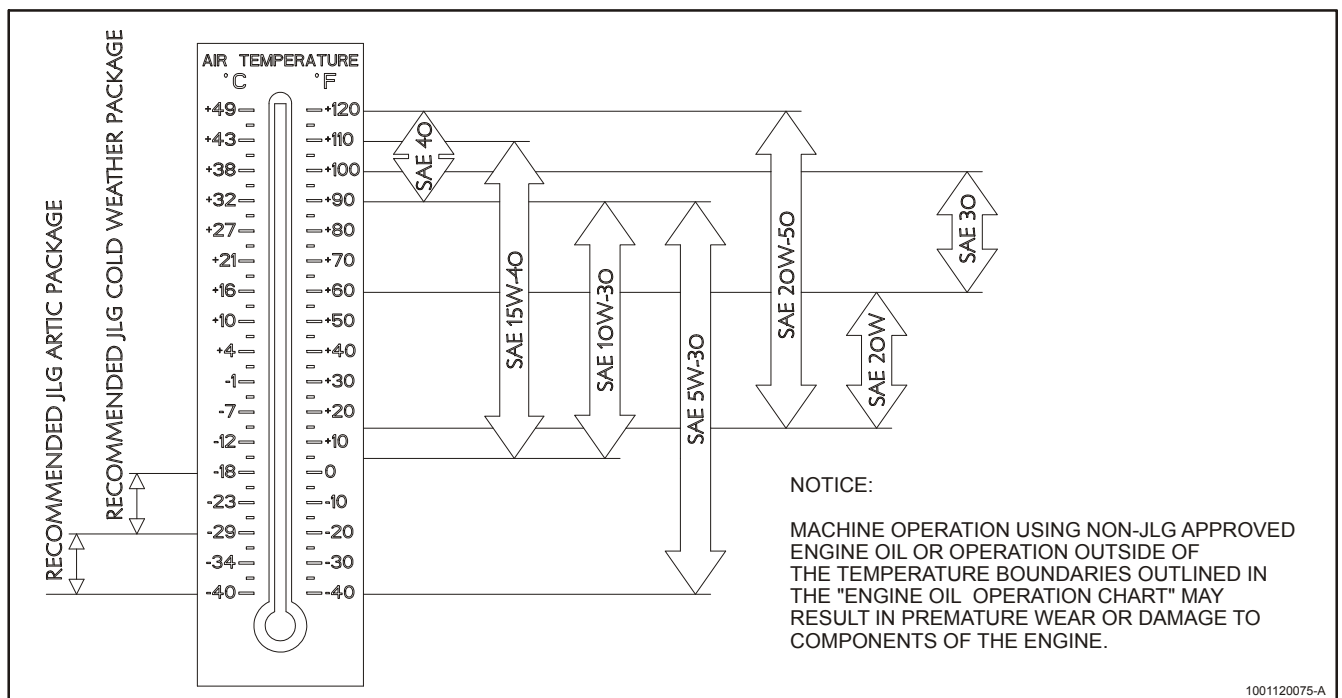 RECOMMENDED JLG ARTIC PACKAGE
RECOMMENDED JLG COLD WEATHER PACKAGE
AIR TEMPERATURE
°C °F
+49 +120
+43 +110
+38 +100
+32 +90
+27 +80
+21 +70
+16 +60
+10 +50
+4 +40
-1 +30
-7 +20
-12 +10
-18 0
-23 -10
-29 -20
-34 -30
-40 -40
SAE 40
SAE 15W-40
SAE 10W-30
SAE 5W-30
SAE 20W-50
SAE 20W
SAE 30
NOTICE:
MACHINE OPERATION USING NON-JLG APPROVED
ENGINE OIL OR OPERATION OUTSIDE OF
THE TEMPERATURE BOUNDARIES OUTLINED IN
THE "ENGINE OIL OPERATION CHART" MAY
RESULT IN PREMATURE WEAR OR DAMAGE TO
COMPONENTS OF THE ENGINE.
1001120075-A